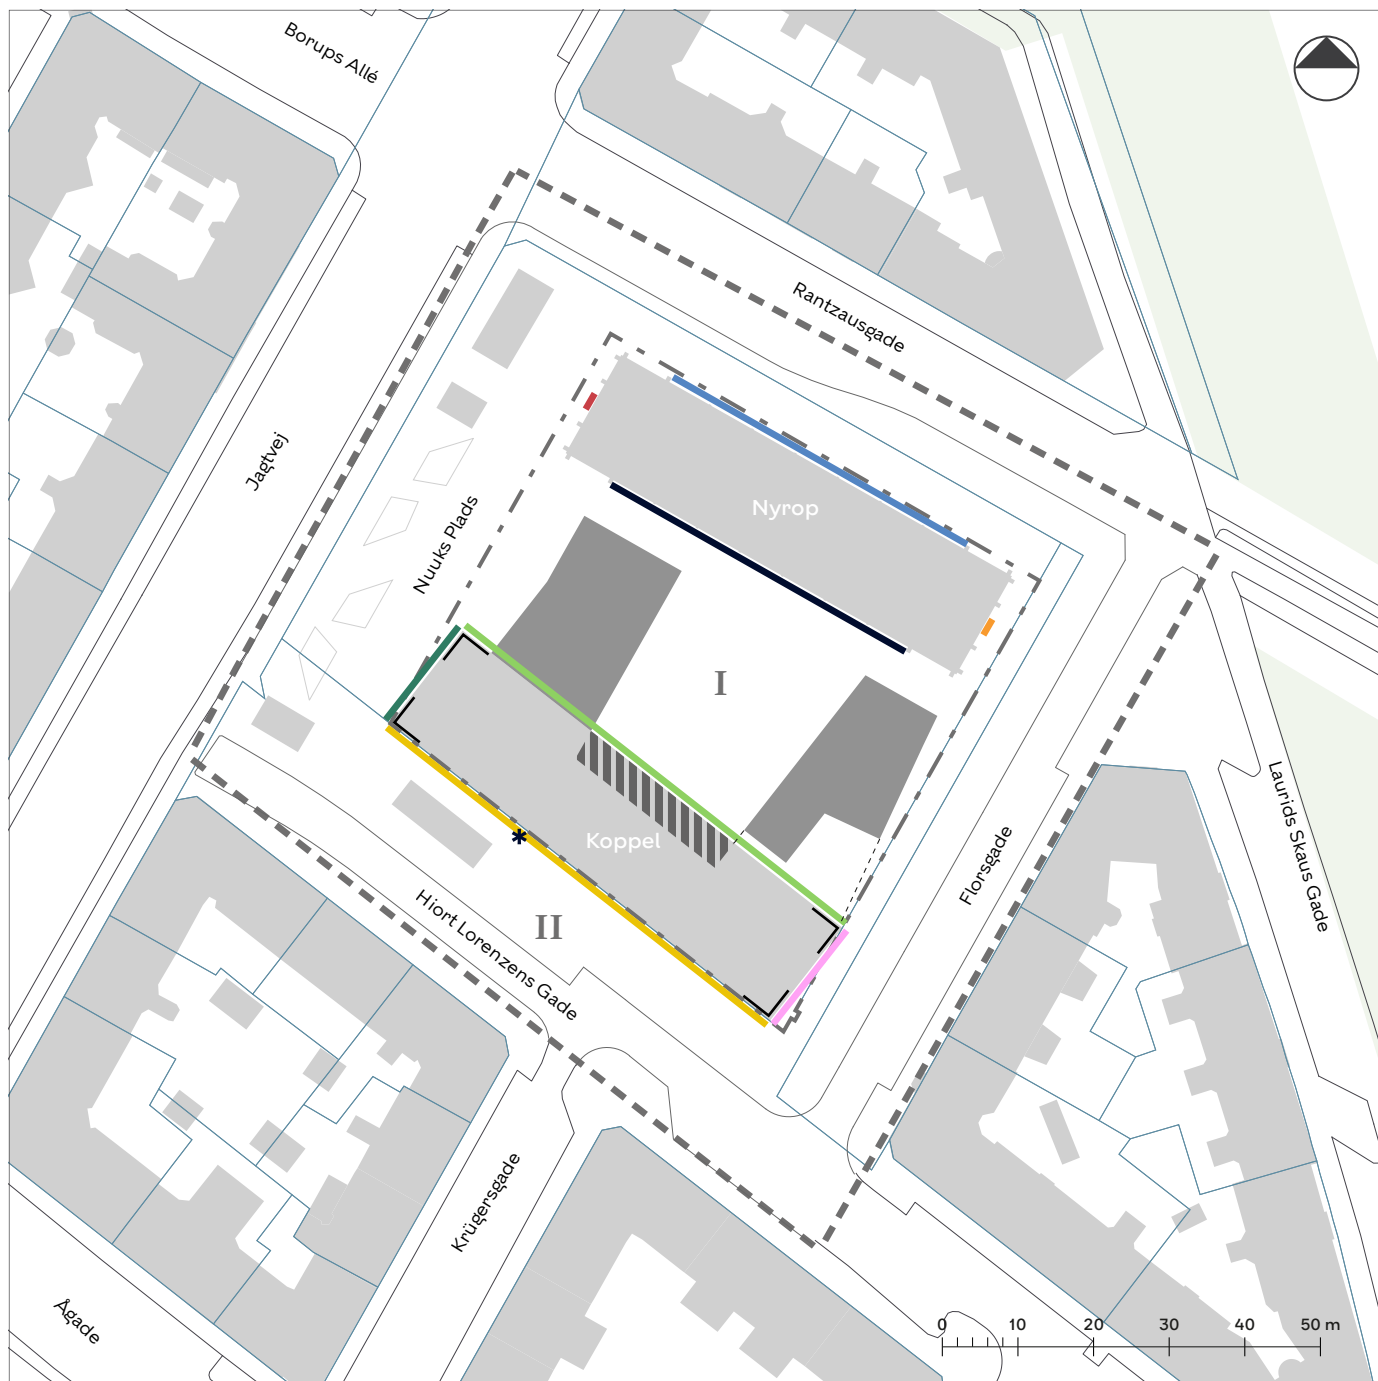 Borups Allé
Rantzausgade
Jagtvej
Nuuks Plads
Nyrop
I
Koppel
*
II
Hiort Lorenzens Gade
Florsgade
Laurids Skaus Gade
Krügersgade
Ågade
0 10 20 30 40 50 m